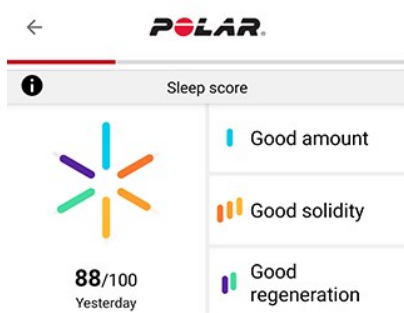 POLAR.
Sleep score
Good amount
Good solidity
88/100
Yesterday
Good
regeneration